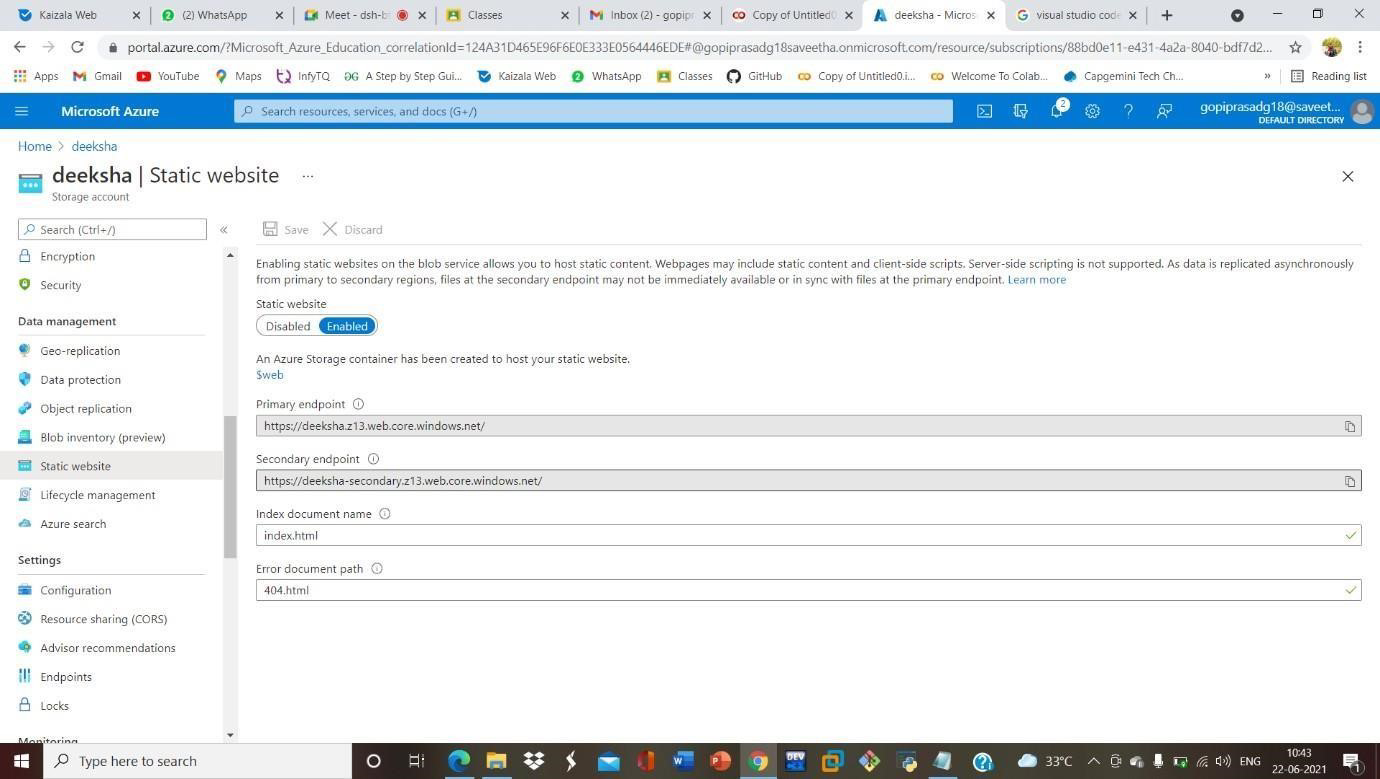 Kaizala Web
(2) WhatsApp
Meet - dsh-b
Classes
Inbox (2) - gopipr
Copy of Untitled0
deeksha - Micros
visual studio code
portal.azure.com/?Microsoft_Azure_Education_correlationId=124A31D465E96F6E0E333E0564446EDE#@gopiprasadg18saveetha.onmicrosoft.com/resource/subscriptions/88bd0e11-e431-4a2a-8040-bdf7d2...
Apps
Gmail
YouTube
Maps
InfyTQ
A Step by Step Gui...
Kaizala Web
WhatsApp
Classes
GitHub
Copy of Untitled0.i...
Welcome To Colab...
Capgemini Tech Ch...
»
Reading list
Microsoft Azure
Search resources, services, and docs (G+/)
2
gopiprasadg18@saveet...
DEFAULT DIRECTORY
Home > deeksha
deeksha | Static website ...
Storage account
Search (Ctrl+/)
«
Save
Discard
Encryption
Security
Data management
Geo-replication
Data protection
Object replication
Blob inventory (preview)
Static website
Lifecycle management
Azure search
Settings
Configuration
Resource sharing (CORS)
Advisor recommendations
Endpoints
Locks
Monitoring
Enabling static websites on the blob service allows you to host static content. Webpages may include static content and client-side scripts. Server-side scripting is not supported. As data is replicated asynchronously
from primary to secondary regions, files at the secondary endpoint may not be immediately available or in sync with files at the primary endpoint. Learn more
Static website
Disabled Enabled
An Azure Storage container has been created to host your static website.
$web
Primary endpoint
https://deeksha.z13.web.core.windows.net/
Secondary endpoint
https://deeksha-secondary.z13.web.core.windows.net/
Index document name
index.html
Error document path
404.html
Type here to search
DEV
33°C
ENG
10:43
22-06-2021
1